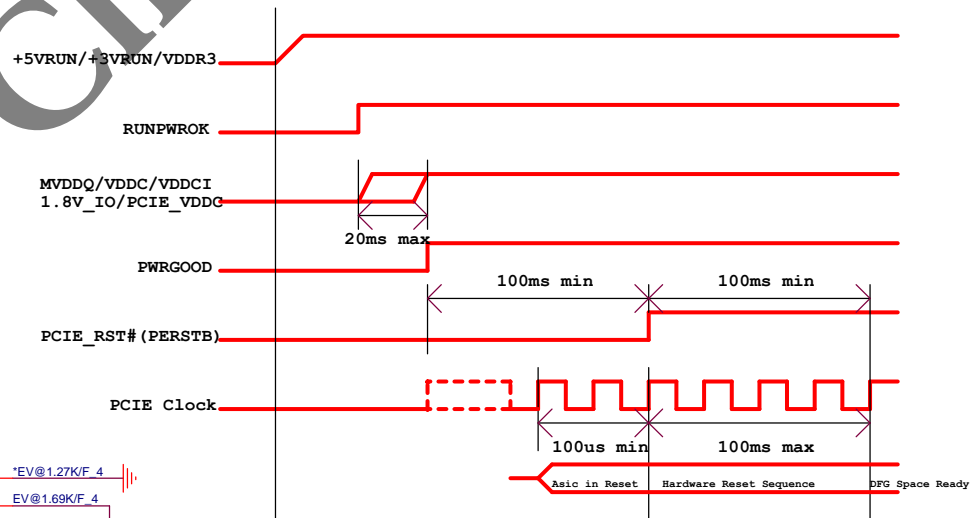 +5VRUN/+3VRUN/VDDR3
RUNPWROK
MVDDQ/VDDC/VDDCI
1.8V_IO/PCIE_VDDC
20ms max
PWRGOOD
100ms min 100ms min
PCIE_RST#(PERSTB)
PCIE Clock
100us min 100ms max
*EV@1.27K/F_4
Asic in Reset Hardware Reset Sequence DFG Space Ready
EV@1.69K/F_4